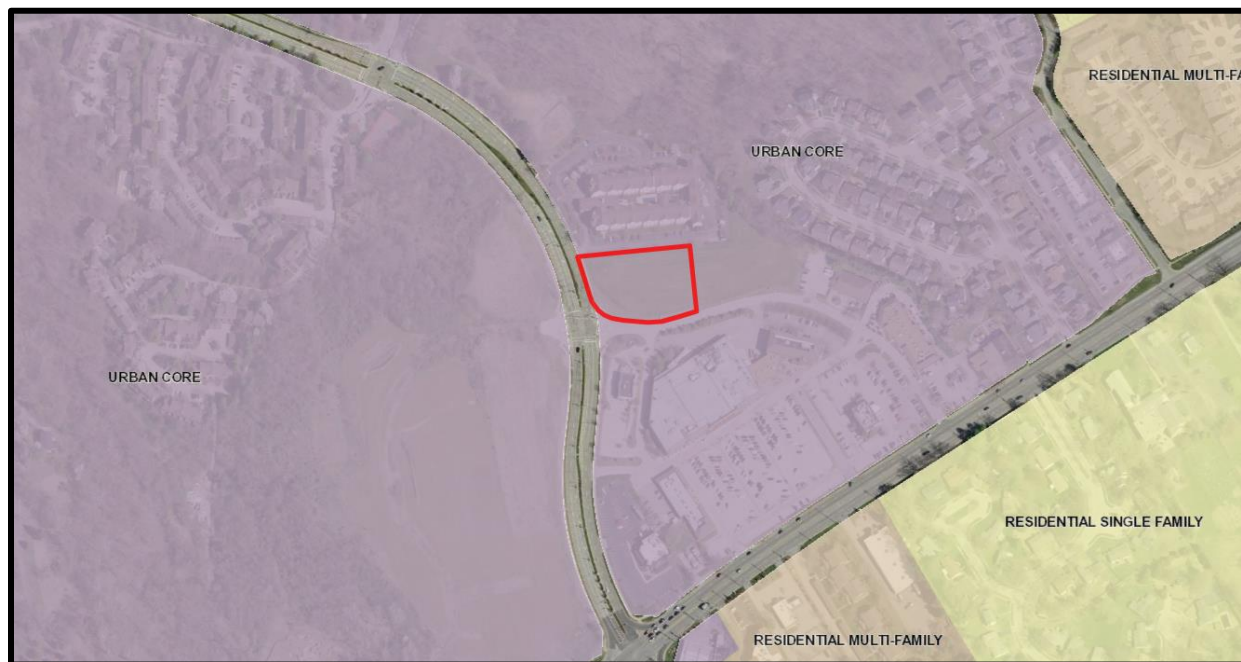 RESIDENTIAL MULTI-FA
URBAN CORE
URBAN CORE
RESIDENTIAL SINGLE FAMILY
RESIDENTIAL MULTI-FAMILY